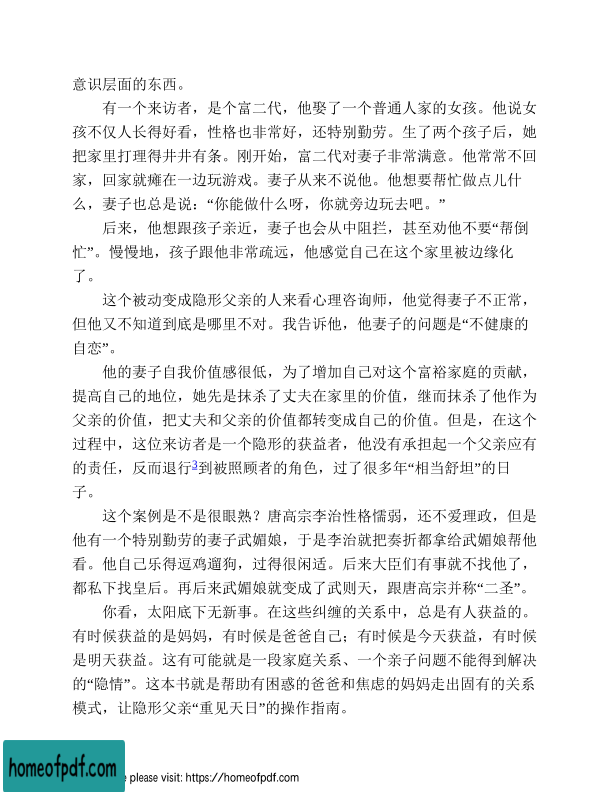 意识层面的东西。
有一个来访者，是个富二代，他娶了一个普通人家的女孩。他说女
孩不仅人长得好看，性格也非常好，还特别勤劳。生了两个孩子后，她
把家里打理得井井有条。刚开始，富二代对妻子非常满意。他常常不回
家，回家就瘫在一边玩游戏。妻子从来不说他。他想要帮忙做点儿什
么，妻子也总是说：“你能做什么呀，你就旁边玩去吧。”
后来，他想跟孩子亲近，妻子也会从中阻拦，甚至劝他不要“帮倒
忙”。慢慢地，孩子跟他非常疏远，他感觉自己在这个家里被边缘化
了。
这个被动变成隐形父亲的人来看心理咨询师，他觉得妻子不正常，
但他又不知道到底是哪里不对。我告诉他，他妻子的问题是“不健康的
自恋”。
他的妻子自我价值感很低，为了增加自己对这个富裕家庭的贡献，
提高自己的地位，她先是抹杀了丈夫在家里的价值，继而抹杀了他作为
父亲的价值，把丈夫和父亲的价值都转变成自己的价值。但是，在这个
过程中，这位来访者是一个隐形的获益者，他没有承担起一个父亲应有
的责任，反而退行3到被照顾者的角色，过了很多年“相当舒坦”的日
子。
这个案例是不是很眼熟？唐高宗李治性格懦弱，还不爱理政，但是
他有一个特别勤劳的妻子武媚娘，于是李治就把奏折都拿给武媚娘帮他
看。他自己乐得逗鸡遛狗，过得很闲适。后来大臣们有事就不找他了，
都私下找皇后。再后来武媚娘就变成了武则天，跟唐高宗并称“二圣”。
你看，太阳底下无新事。在这些纠缠的关系中，总是有人获益的。
有时候获益的是妈妈，有时候是爸爸自己；有时候是今天获益，有时候
是明天获益。这有可能就是一段家庭关系、一个亲子问题不能得到解决
的“隐情”。这本书就是帮助有困惑的爸爸和焦虑的妈妈走出固有的关系
模式，让隐形父亲“重见天日”的操作指南。
homeofpdf.com
please visit: https://homeofpdf.com